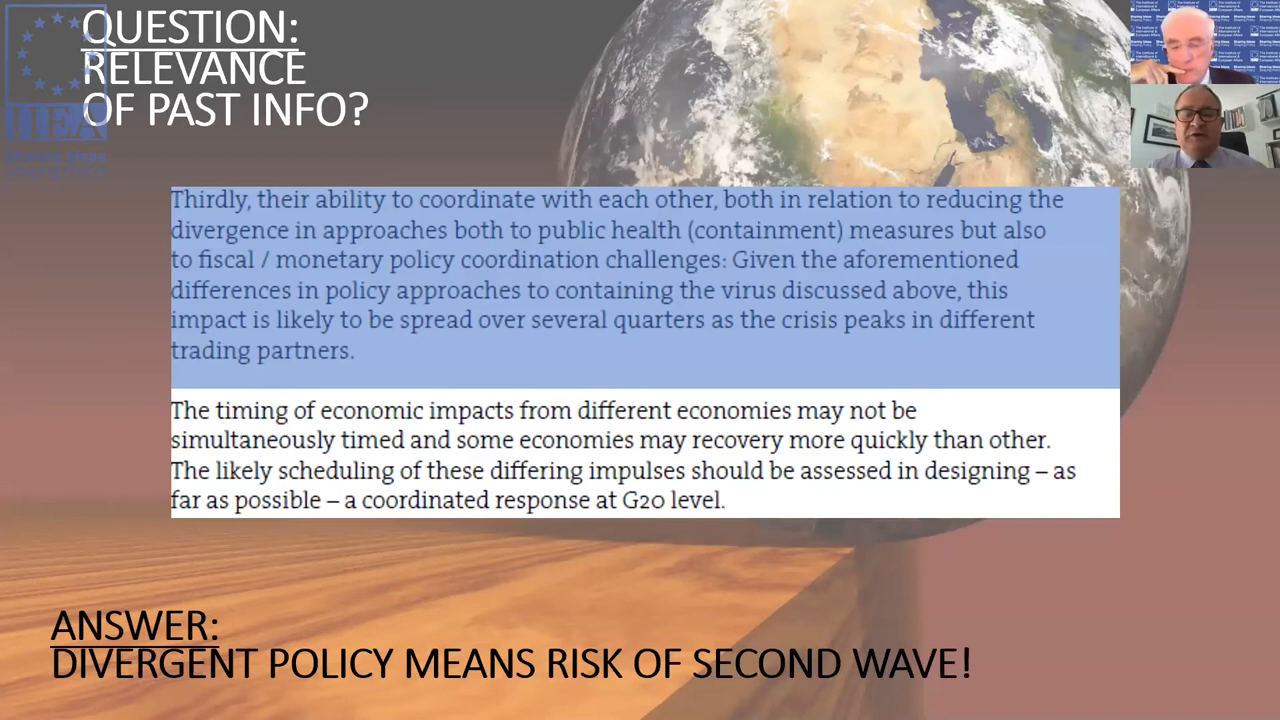 QUESTION:
RELEVANCE
OF PAST INFO?
IIEA
Sharing Ideas
Shaping Policy
Thirdly, their ability to coordinate with each other, both in relation to reducing the
divergence in approaches both to public health (containment) measures but also
to fiscal / monetary policy coordination challenges: Given the aforementioned
differences in policy approaches to containing the virus discussed above, this
impact is likely to be spread over several quarters as the crisis peaks in different
trading partners.
The timing of economic impacts from different economies may not be
simultaneously timed and some economies may recovery more quickly than other.
The likely scheduling of these differing impulses should be assessed in designing – as
far as possible – a coordinated response at G20 level.
ANSWER:
DIVERGENT POLICY MEANS RISK OF SECOND WAVE!